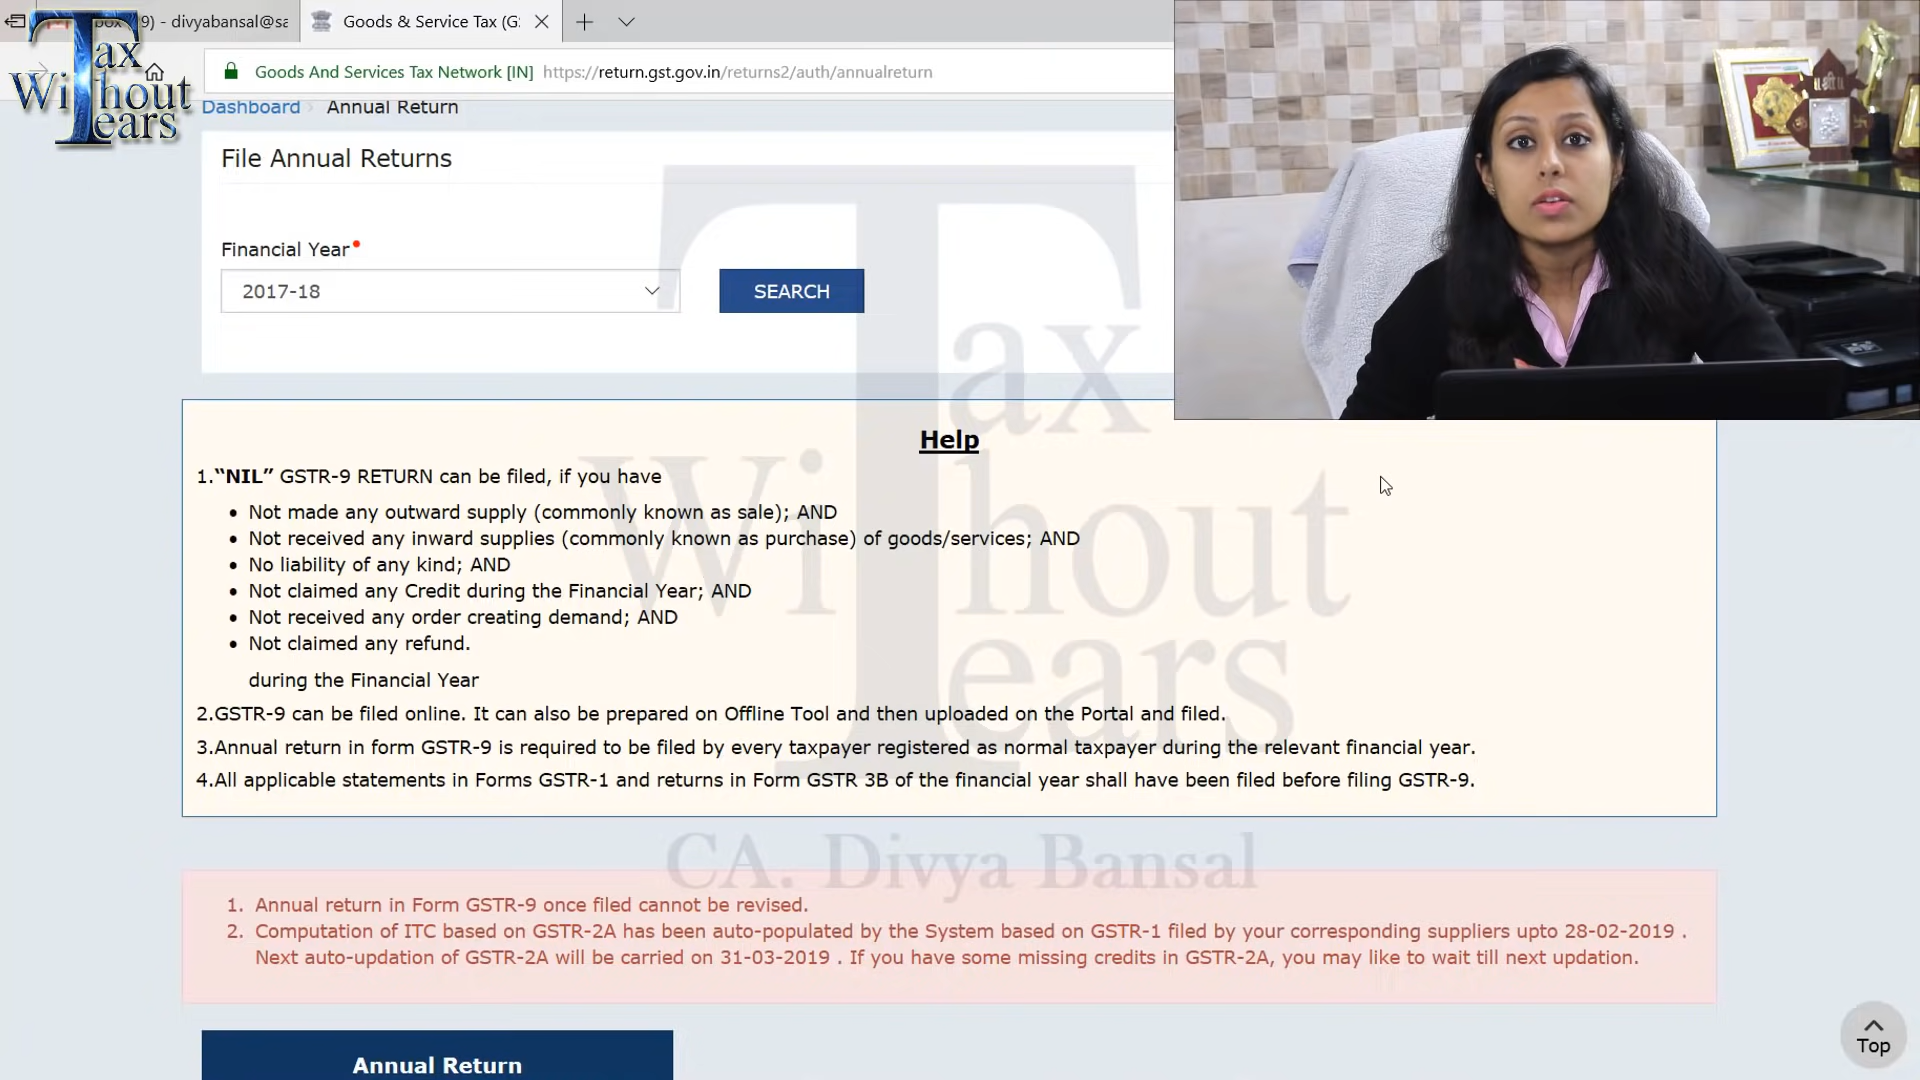 box (9) - divyabansal@sa
Goods & Service Tax (GS
Tax
Without
Tears
Goods And Services Tax Network [IN] https://return.gst.gov.in/returns2/auth/annualreturn
Dashboard Annual Return
File Annual Returns
Financial Year
2017-18
SEARCH
Help
1.“NIL” GSTR-9 RETURN can be filed, if you have
• Not made any outward supply (commonly known as sale); AND
• Not received any inward supplies (commonly known as purchase) of goods/services; AND
• No liability of any kind; AND
• Not claimed any Credit during the Financial Year; AND
• Not received any order creating demand; AND
• Not claimed any refund.
during the Financial Year
2.GSTR-9 can be filed online. It can also be prepared on Offline Tool and then uploaded on the Portal and filed.
3.Annual return in form GSTR-9 is required to be filed by every taxpayer registered as normal taxpayer during the relevant financial year.
4.All applicable statements in Forms GSTR-1 and returns in Form GSTR 3B of the financial year shall have been filed before filing GSTR-9.
Tax
Without
Tears
CA. Divya Bansal
1. Annual return in Form GSTR-9 once filed cannot be revised.
2. Computation of ITC based on GSTR-2A has been auto-populated by the System based on GSTR-1 filed by your corresponding suppliers upto 28-02-2019 .
Next auto-updation of GSTR-2A will be carried on 31-03-2019 . If you have some missing credits in GSTR-2A, you may like to wait till next updation.
Annual Return
Top